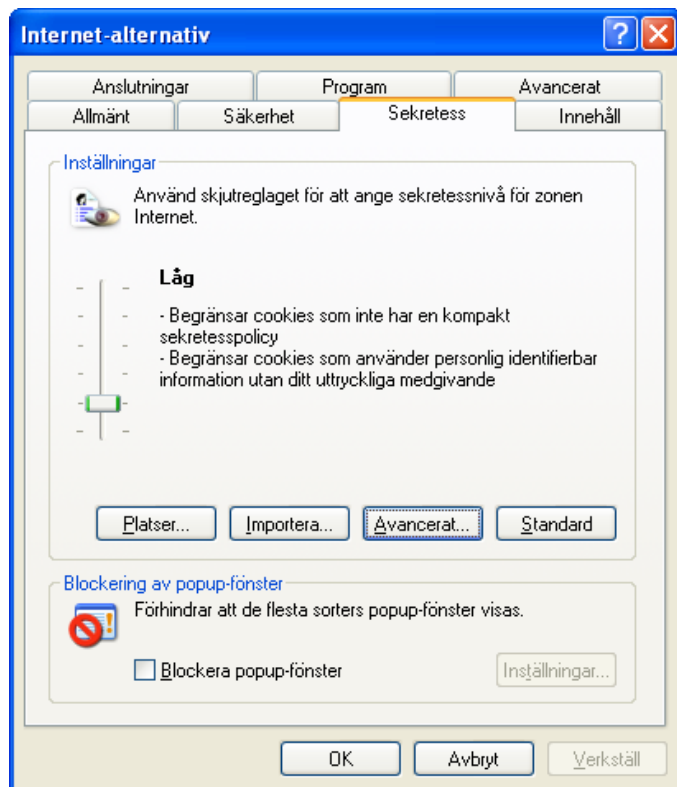 Internet-alternativ
Anslutningar Program Avancerat
Allmänt Säkerhet Sekretess Innehåll
Inställningar
Använd skjutreglaget för att ange sekretessnivå för zonen
Internet.
Låg
- Begränsar cookies som inte har en kompakt
sekretesspolicy
- Begränsar cookies som använder personlig identifierbar
information utan ditt uttryckliga medgivande
Platser... Importera... Avancerat... Standard
Blockering av popup-fönster
Förhindrar att de flesta sorters popup-fönster visas.
Blockera popup-fönster Inställningar...
OK Avbryt Verkställ